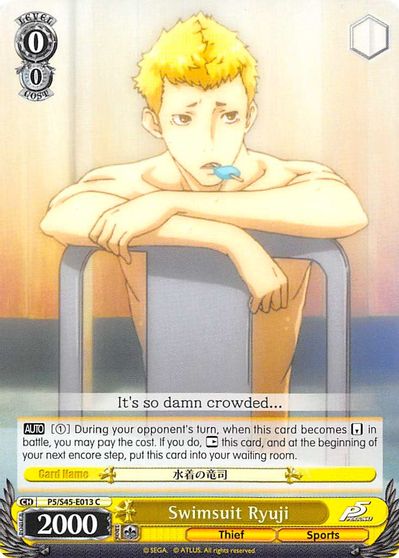 LEVEL
0
0
COST
It's so damn crowded...
AUTO [①] During your opponent's turn, when this card becomes in
battle, you may pay the cost. If you do, this card, and at the beginning of
your next encore step, put this card into your waiting room.
Card Name 水着の竜司
CH P5/S45-E013 C
POWER 2000 Swimsuit Ryuji P5
Thief Sports
© SEGA. © ATLUS. All rights reserved.